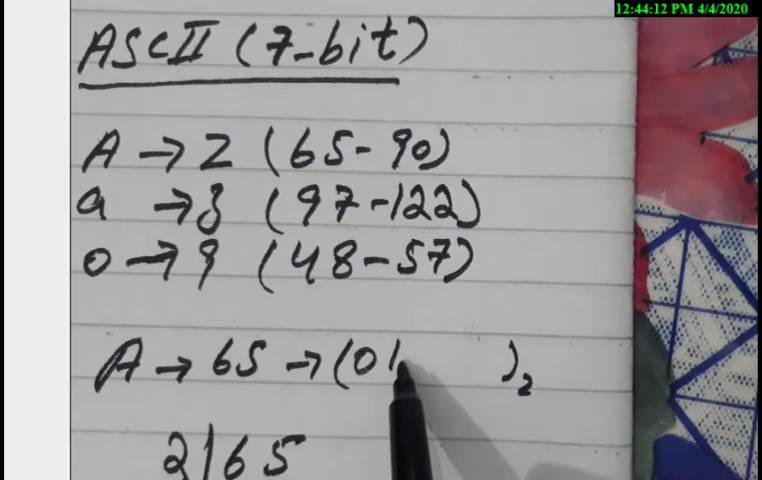 12:44:12 PM 4/4/2020
ASCII (7-bit)
A → Z (65-90)
a → z (97-122)
0 → 9 (48-57)
A → 65 → (01 )₂
2|65